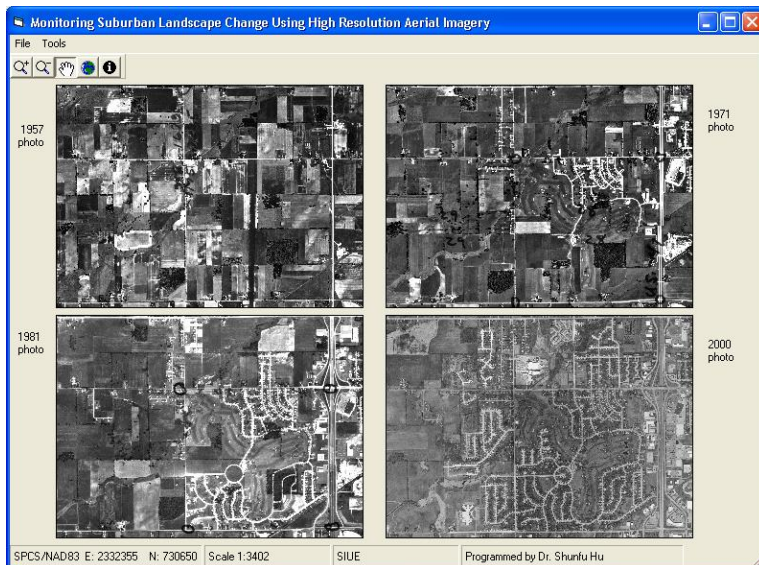 Monitoring Suburban Landscape Change Using High Resolution Aerial Imagery
File Tools
1957
photo
1971
photo
1981
photo
2000
photo
SPCS/NAD83 E: 2332355 N: 730650 Scale 1:3402 SIUE Programmed by Dr. Shunfu Hu